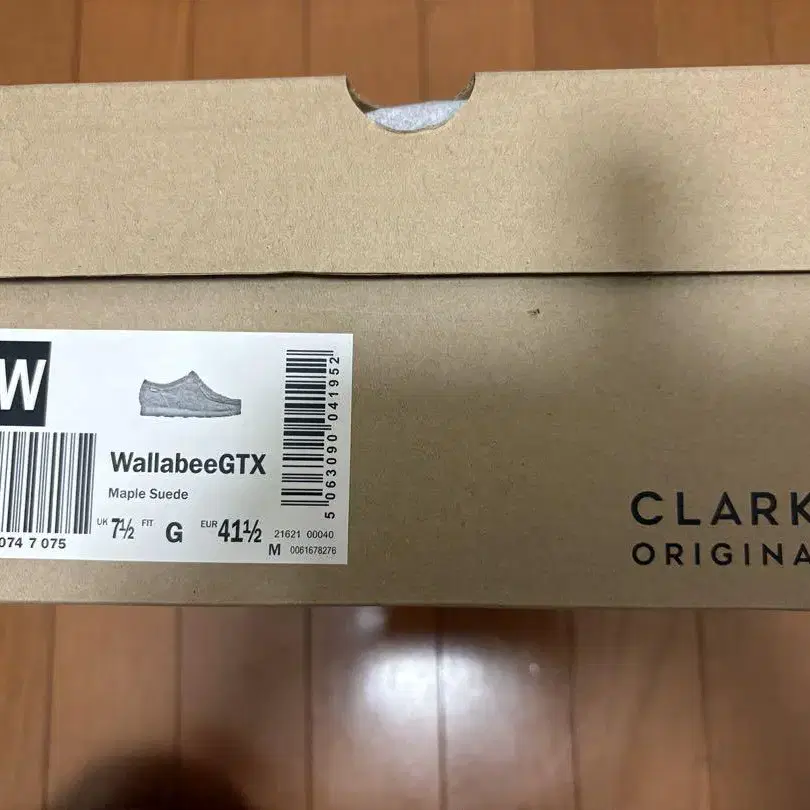 W
WallabeeGTX
Maple Suede
UK 7½ FIT G EUR 41½
21621 00040
M 0061678276
074 7 075
5 063090 041952
CLARK
ORIGINA